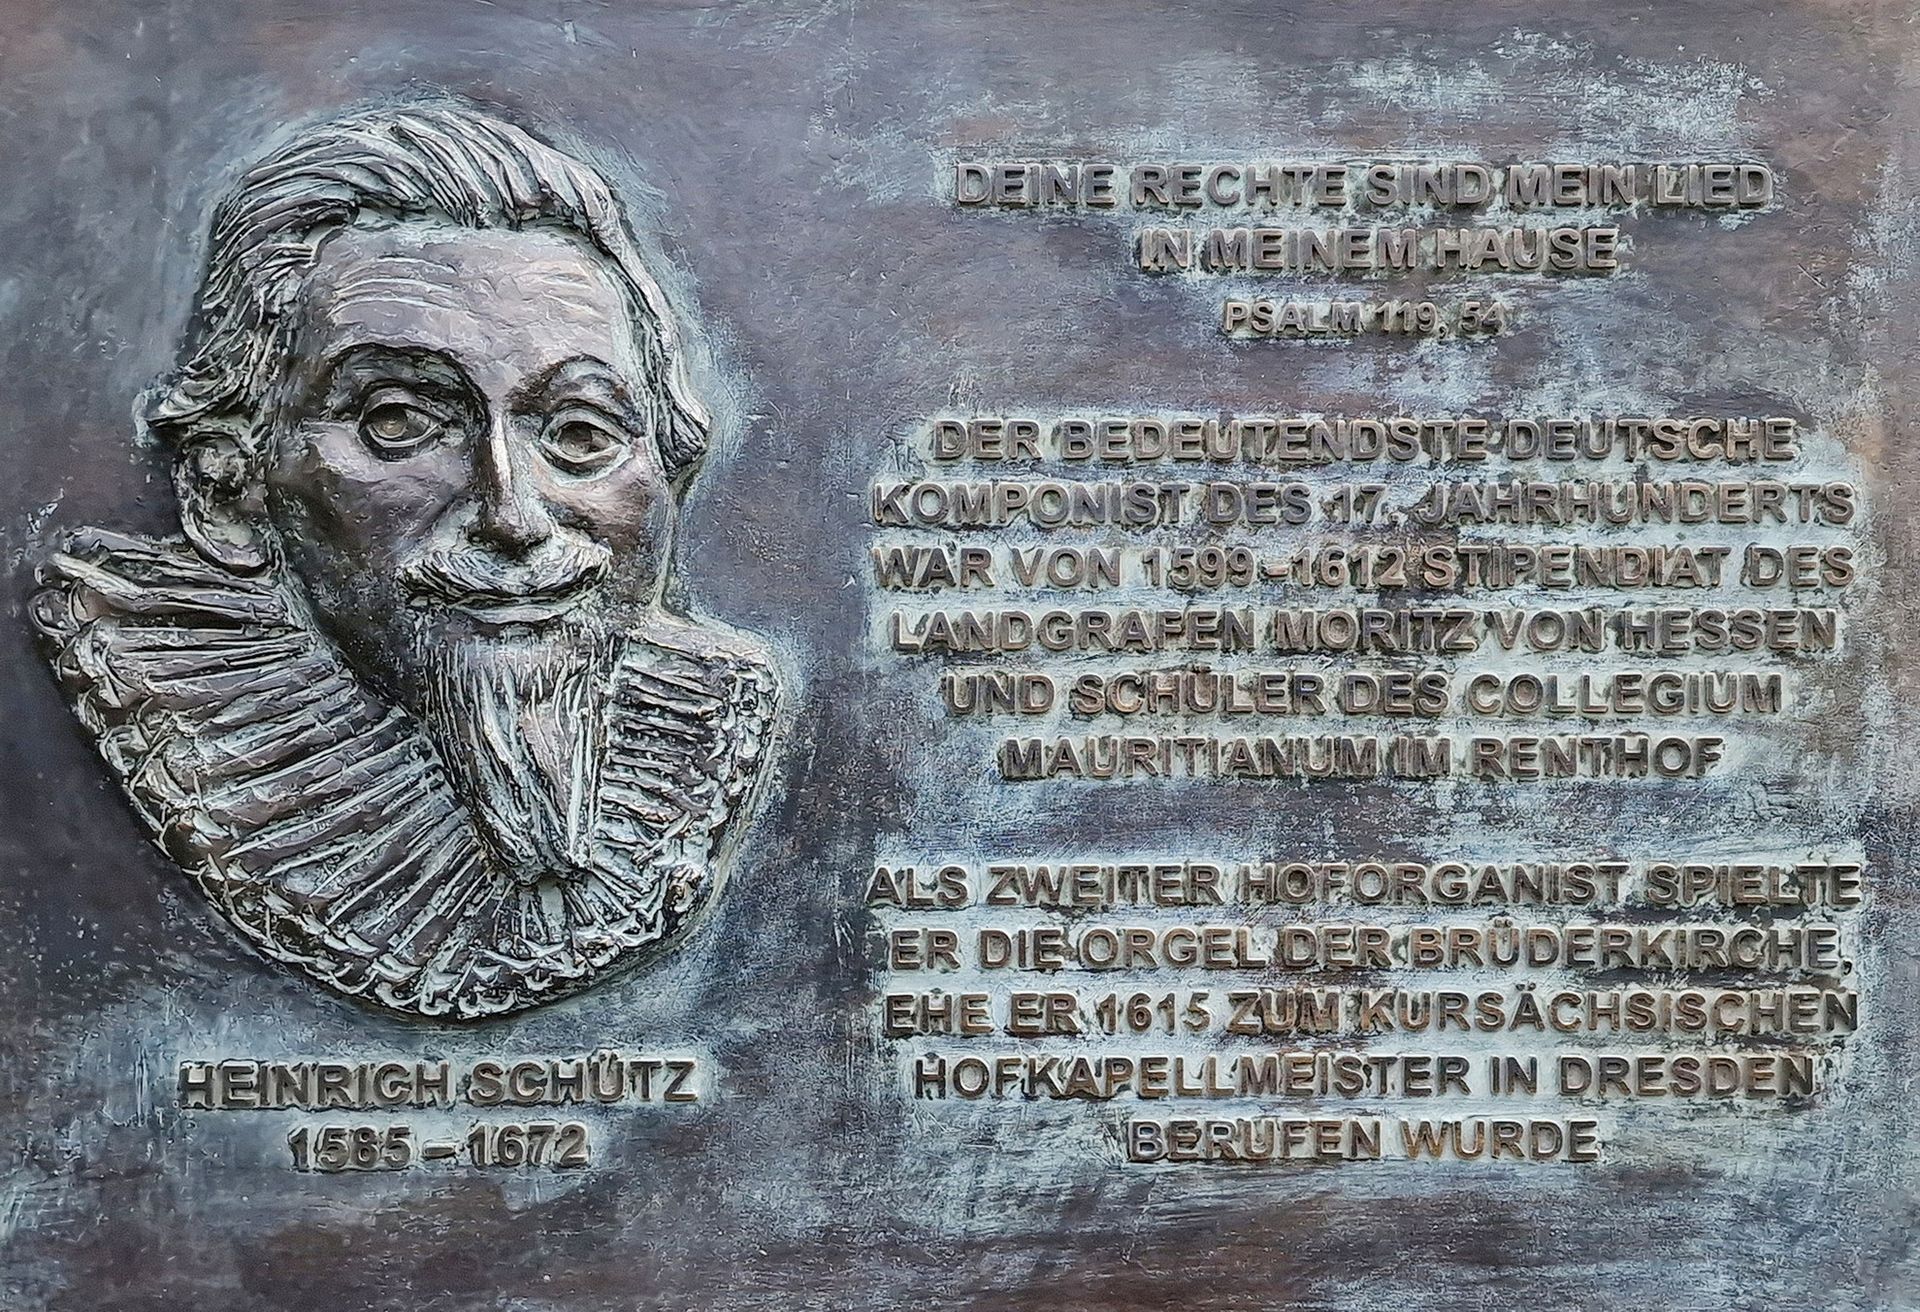 DEINE RECHTE SIND MEIN LIED
IN MEINEM HAUSE
PSALM 119, 54
DER BEDEUTENDSTE DEUTSCHE
KOMPONIST DES 17. JAHRHUNDERTS
WAR VON 1599-1612 STIPENDIAT DES
LANDGRAFEN MORITZ VON HESSEN
UND SCHÜLER DES COLLEGIUM
MAURITIANUM IM RENTHOF
ALS ZWEITER HOFORGANIST SPIELTE
ER DIE ORGEL DER BRÜDERKIRCHE,
EHE ER 1615 ZUM KURSÄCHSISCHEN
HOFKAPELLMEISTER IN DRESDEN
BERUFEN WURDE
HEINRICH SCHÜTZ
1585 - 1672